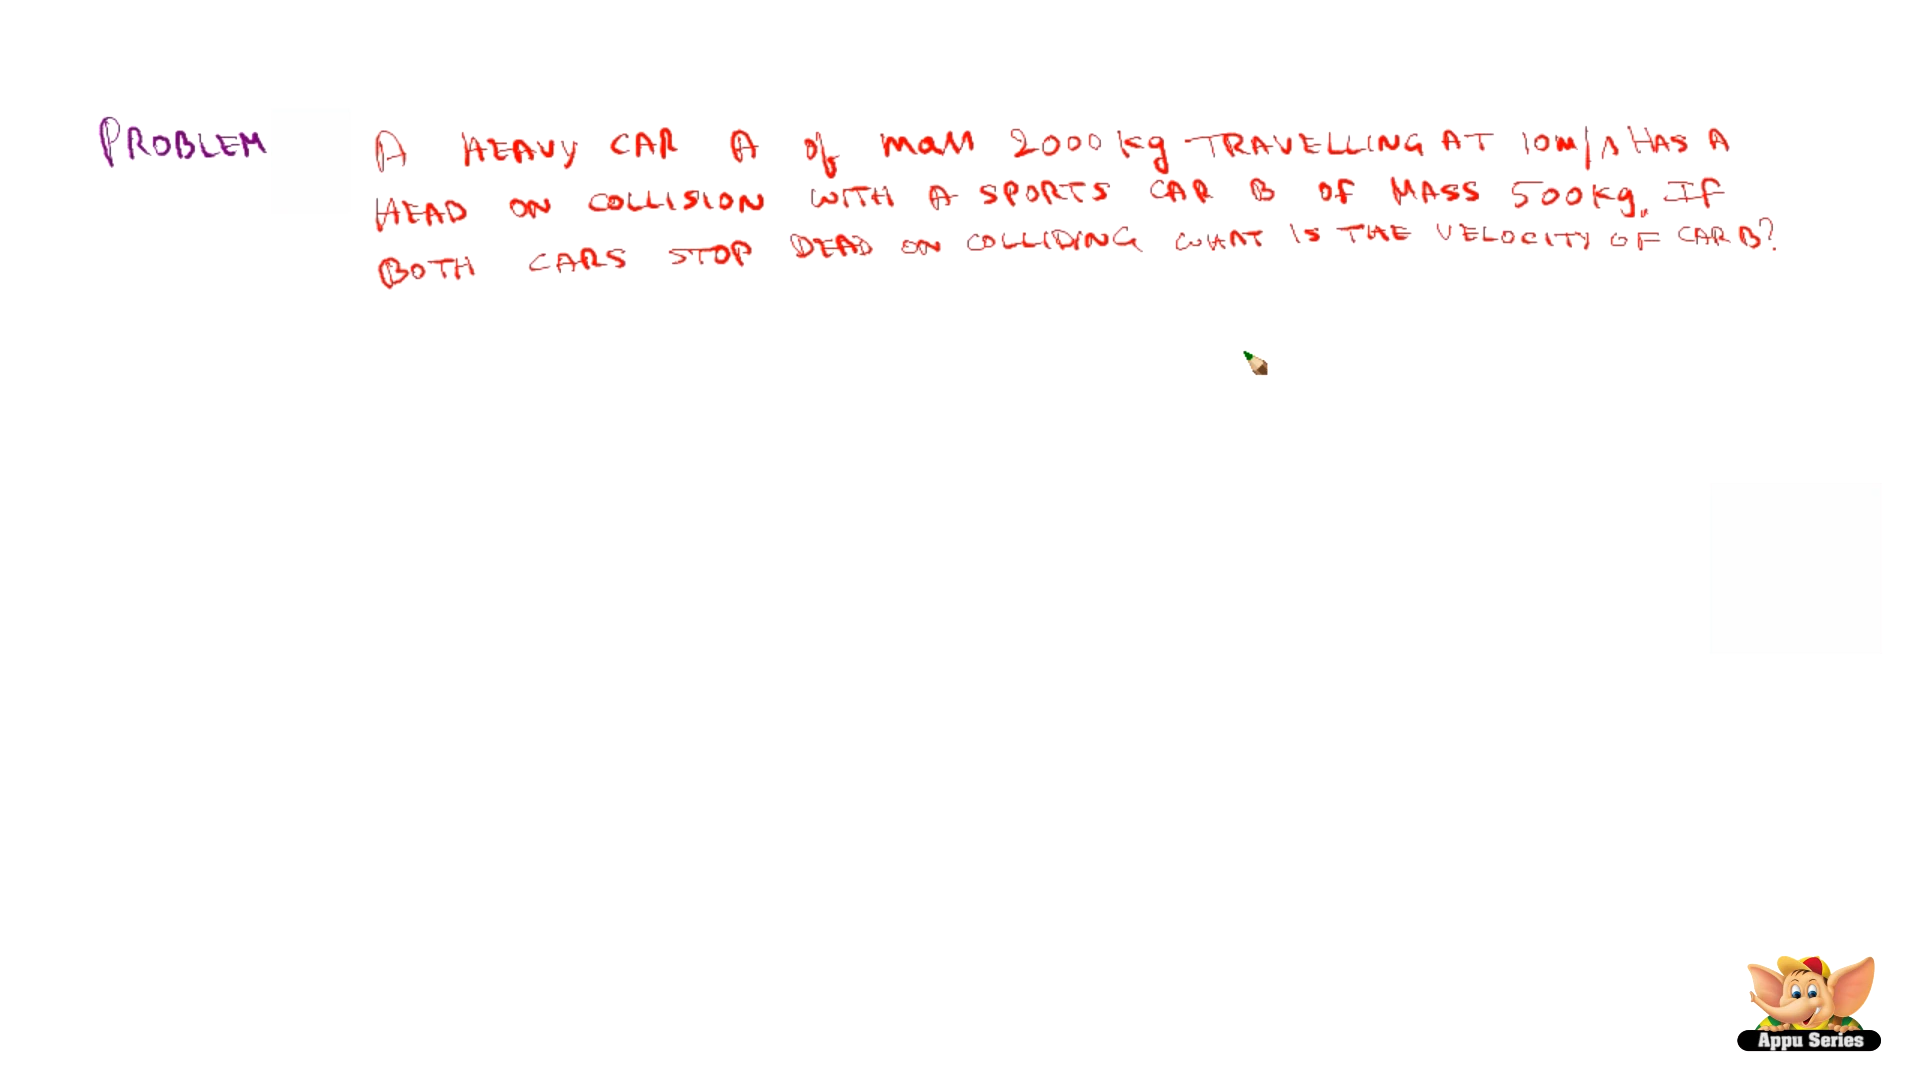 PROBLEM A HEAVY CAR A of mass 2000 kg TRAVELLING AT 10m/s HAS A
HEAD ON COLLISION WITH A SPORTS CAR B OF MASS 500kg. IF
BOTH CARS STOP DEAD ON COLLIDING WHAT IS THE VELOCITY OF CAR B?
Appu Series